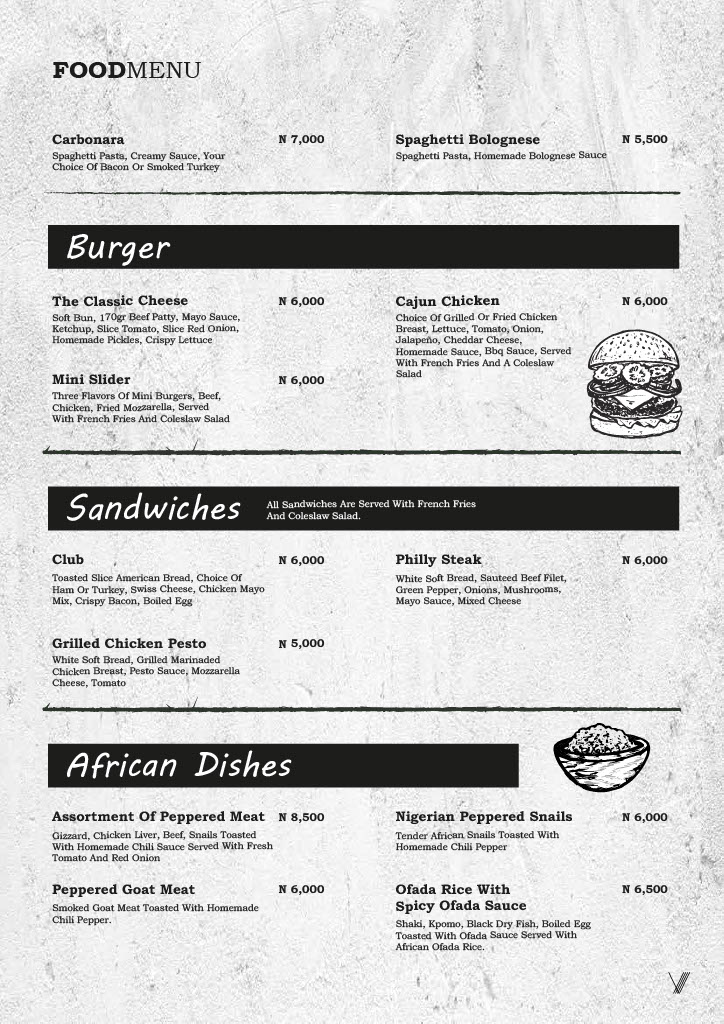 FOODMENU
Carbonara N 7,000
Spaghetti Pasta, Creamy Sauce, Your
Choice Of Bacon Or Smoked Turkey
Spaghetti Bolognese N 5,500
Spaghetti Pasta, Homemade Bolognese Sauce
Burger
The Classic Cheese N 6,000
Soft Bun, 170gr Beef Patty, Mayo Sauce,
Ketchup, Slice Tomato, Slice Red Onion,
Homemade Pickles, Crispy Lettuce
Mini Slider N 6,000
Three Flavors Of Mini Burgers, Beef,
Chicken, Fried Mozzarella, Served
With French Fries And Coleslaw Salad
Cajun Chicken N 6,000
Choice Of Grilled Or Fried Chicken
Breast, Lettuce, Tomato, Onion,
Jalapeño, Cheddar Cheese,
Homemade Sauce, Bbq Sauce, Served
With French Fries And A Coleslaw
Salad
Sandwiches
All Sandwiches Are Served With French Fries
And Coleslaw Salad.
Club N 6,000
Toasted Slice American Bread, Choice Of
Ham Or Turkey, Swiss Cheese, Chicken Mayo
Mix, Crispy Bacon, Boiled Egg
Grilled Chicken Pesto N 5,000
White Soft Bread, Grilled Marinaded
Chicken Breast, Pesto Sauce, Mozzarella
Cheese, Tomato
Philly Steak N 6,000
White Soft Bread, Sauteed Beef Filet,
Green Pepper, Onions, Mushrooms,
Mayo Sauce, Mixed Cheese
African Dishes
Assortment Of Peppered Meat N 8,500
Gizzard, Chicken Liver, Beef, Snails Toasted
With Homemade Chili Sauce Served With Fresh
Tomato And Red Onion
Peppered Goat Meat N 6,000
Smoked Goat Meat Toasted With Homemade
Chili Pepper.
Nigerian Peppered Snails N 6,000
Tender African Snails Toasted With
Homemade Chili Pepper
Ofada Rice With N 6,500
Spicy Ofada Sauce
Shaki, Kpomo, Black Dry Fish, Boiled Egg
Toasted With Ofada Sauce Served With
African Ofada Rice.